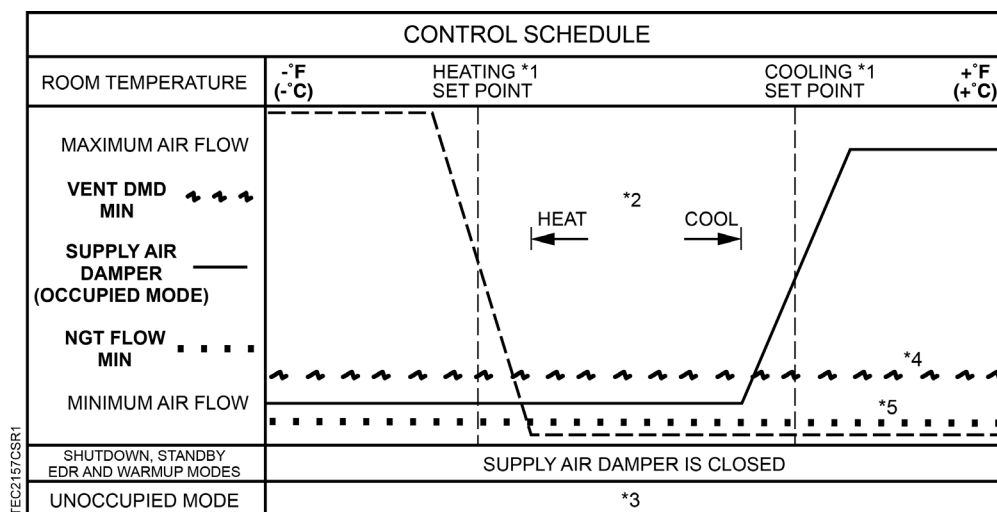 CONTROL SCHEDULE
ROOM TEMPERATURE
-°F
(-°C)
HEATING *1
SET POINT
COOLING *1
SET POINT
+°F
(+°C)
MAXIMUM AIR FLOW
VENT DMD
MIN
SUPPLY AIR
DAMPER
(OCCUPIED MODE)
NGT FLOW
MIN
MINIMUM AIR FLOW
*2
HEAT
COOL
*4
*5
SHUTDOWN, STANDBY
EDR AND WARMUP MODES
SUPPLY AIR DAMPER IS CLOSED
UNOCCUPIED MODE
*3
TEC2157CSR1